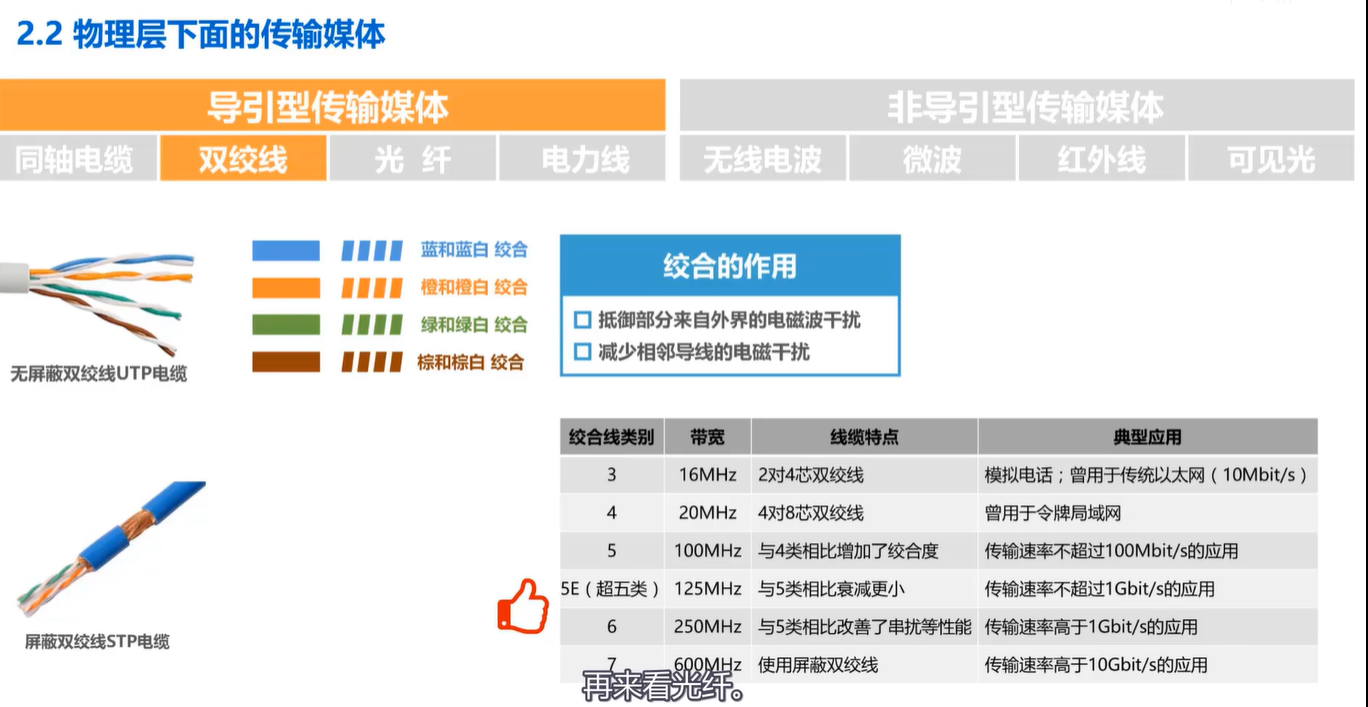 2.2 物理层下面的传输媒体
导引型传输媒体 非导引型传输媒体
同轴电缆 双绞线 光 纤 电力线 无线电波 微波 红外线 可见光
蓝和蓝白 绞合
橙和橙白 绞合
绿和绿白 绞合
棕和棕白 绞合
无屏蔽双绞线UTP电缆
绞合的作用
抵御部分来自外界的电磁波干扰
减少相邻导线的电磁干扰
屏蔽双绞线STP电缆
绞合线类别 带宽 线缆特点 典型应用
3 16MHz 2对4芯双绞线 模拟电话；曾用于传统以太网（10Mbit/s）
4 20MHz 4对8芯双绞线 曾用于令牌局域网
5 100MHz 与4类相比增加了绞合度 传输速率不超过100Mbit/s的应用
5E（超五类） 125MHz 与5类相比衰减更小 传输速率不超过1Gbit/s的应用
6 250MHz 与5类相比改善了串扰等性能 传输速率高于1Gbit/s的应用
7 600MHz 使用屏蔽双绞线 传输速率高于10Gbit/s的应用
再来看光纤。